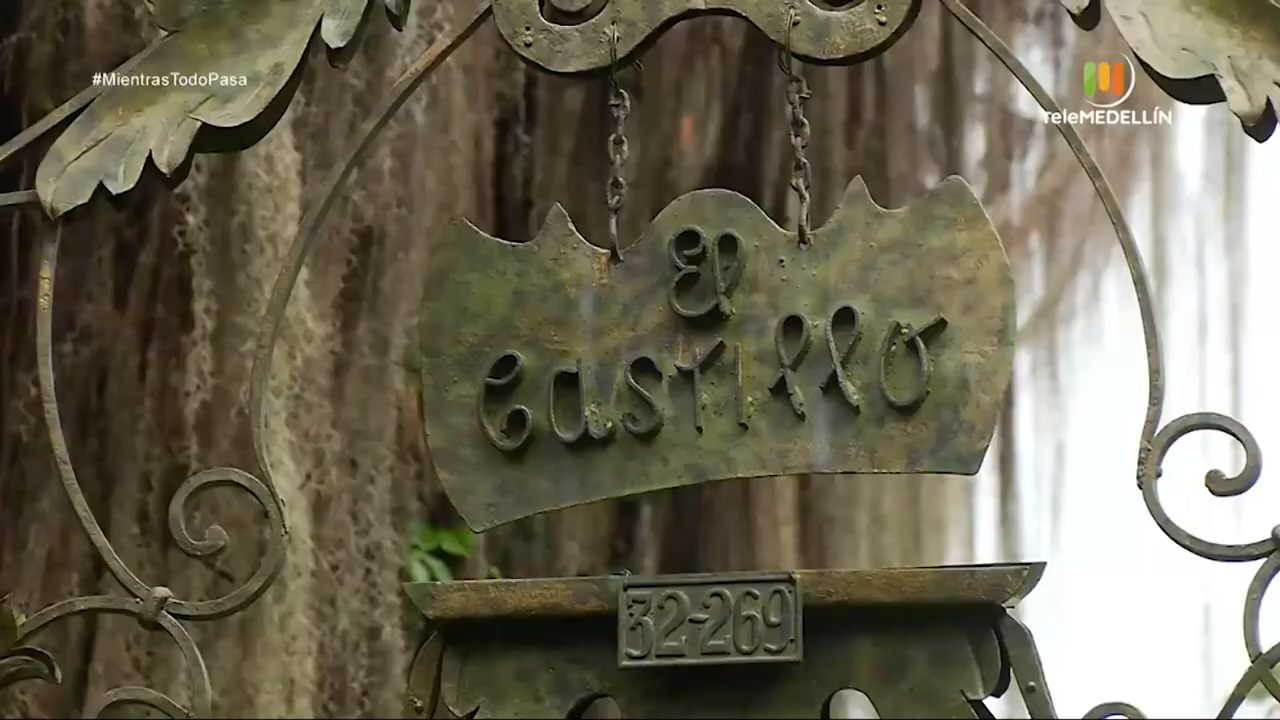 #MientrasTodoPasa
TeleMEDELLÍN
El
Castillo
32-269